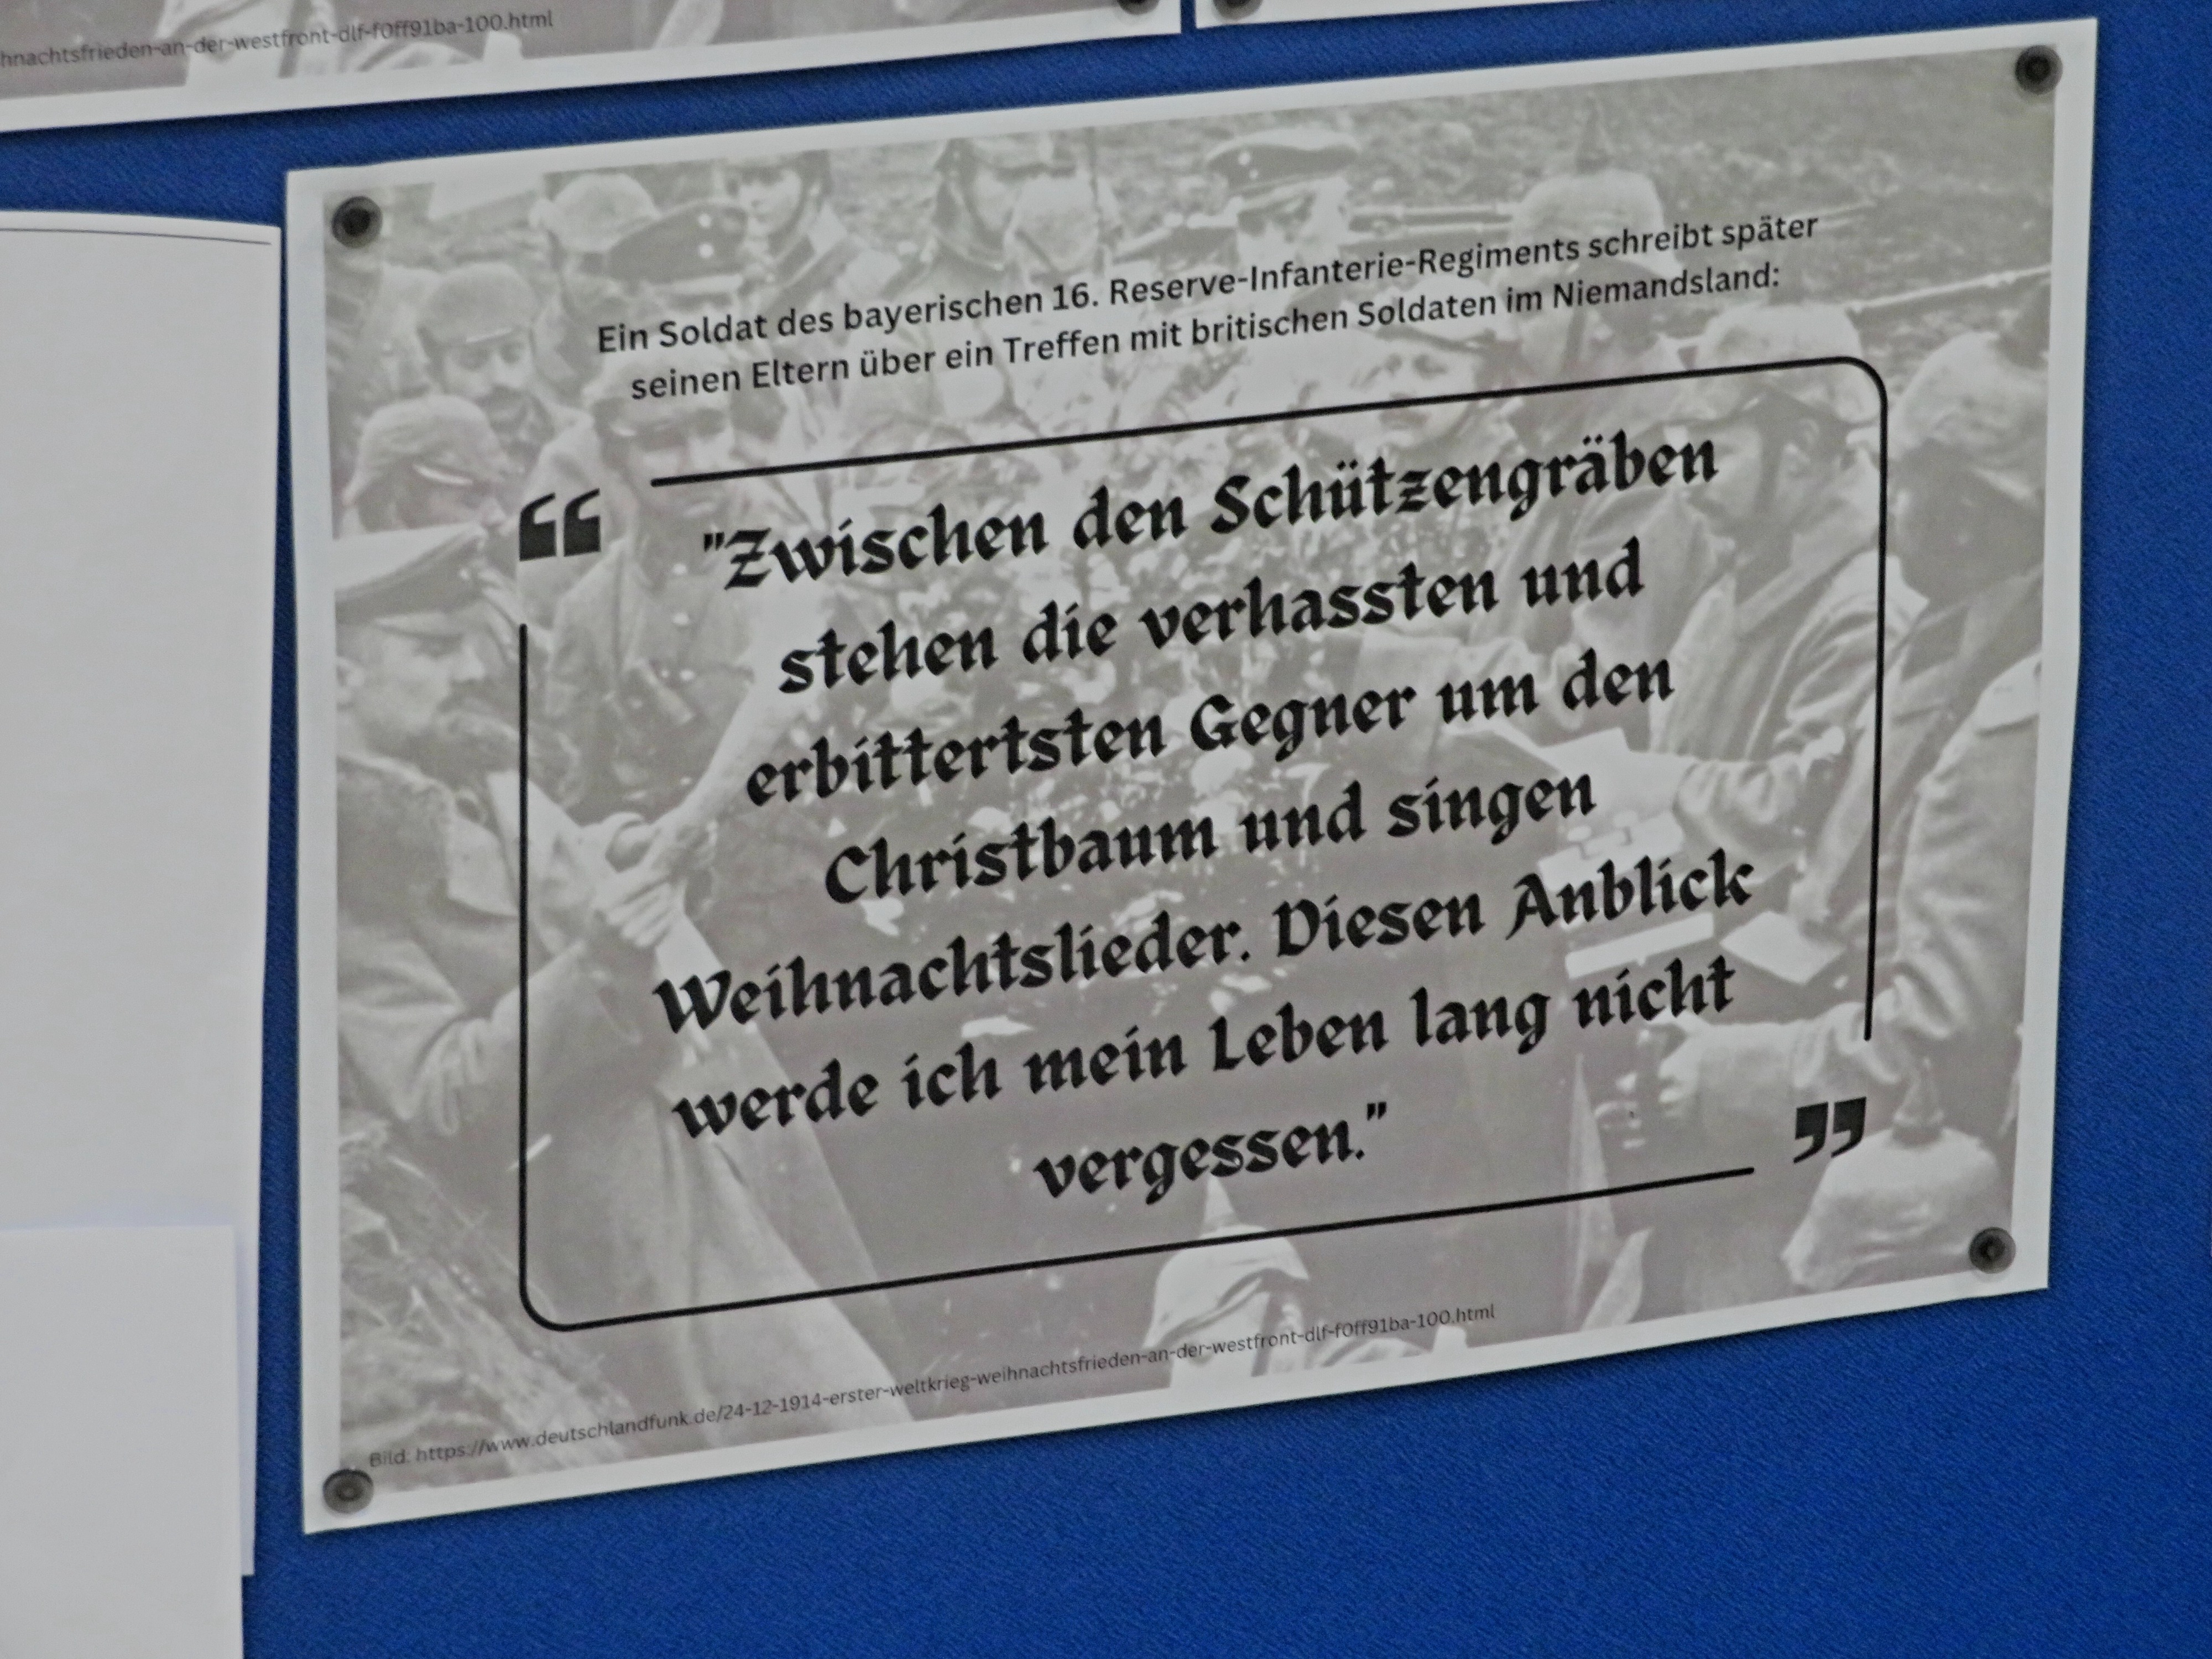 hnachtsfrieden-an-der-westfront-dlf-f0ff91ba-100.html
Ein Soldat des bayerischen 16. Reserve-Infanterie-Regiments schreibt später
seinen Eltern über ein Treffen mit britischen Soldaten im Niemandsland:
“
"Zwischen den Schützengräben
stehen die verhassten und
erbittertsten Gegner um den
Christbaum und singen
Weihnachtslieder. Diesen Anblick
werde ich mein Leben lang nicht
vergessen."
”
Bild: https://www.deutschlandfunk.de/24-12-1914-erster-weltkrieg-weihnachtsfrieden-an-der-westfront-dlf-f0ff91ba-100.html